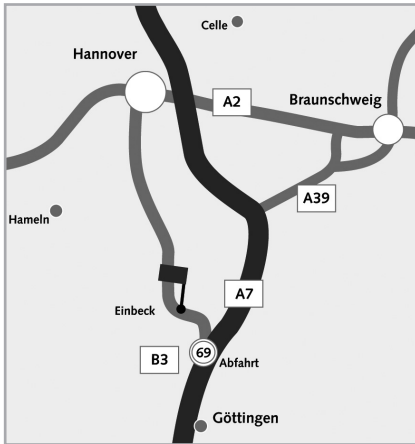 Celle
Hannover
A2
Braunschweig
A39
Hameln
A7
Einbeck
B3
69
Abfahrt
Göttingen